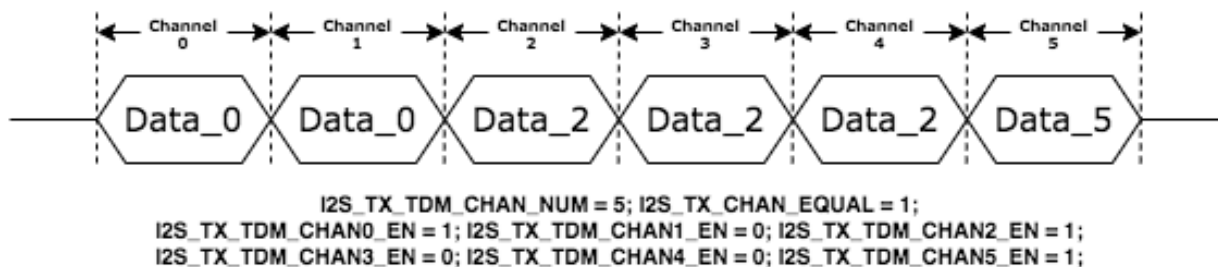 Channel 0 Channel 1 Channel 2 Channel 3 Channel 4 Channel 5
Data_0 Data_0 Data_2 Data_2 Data_2 Data_5
I2S_TX_TDM_CHAN_NUM = 5; I2S_TX_CHAN_EQUAL = 1;
I2S_TX_TDM_CHAN0_EN = 1; I2S_TX_TDM_CHAN1_EN = 0; I2S_TX_TDM_CHAN2_EN = 1;
I2S_TX_TDM_CHAN3_EN = 0; I2S_TX_TDM_CHAN4_EN = 0; I2S_TX_TDM_CHAN5_EN = 1;